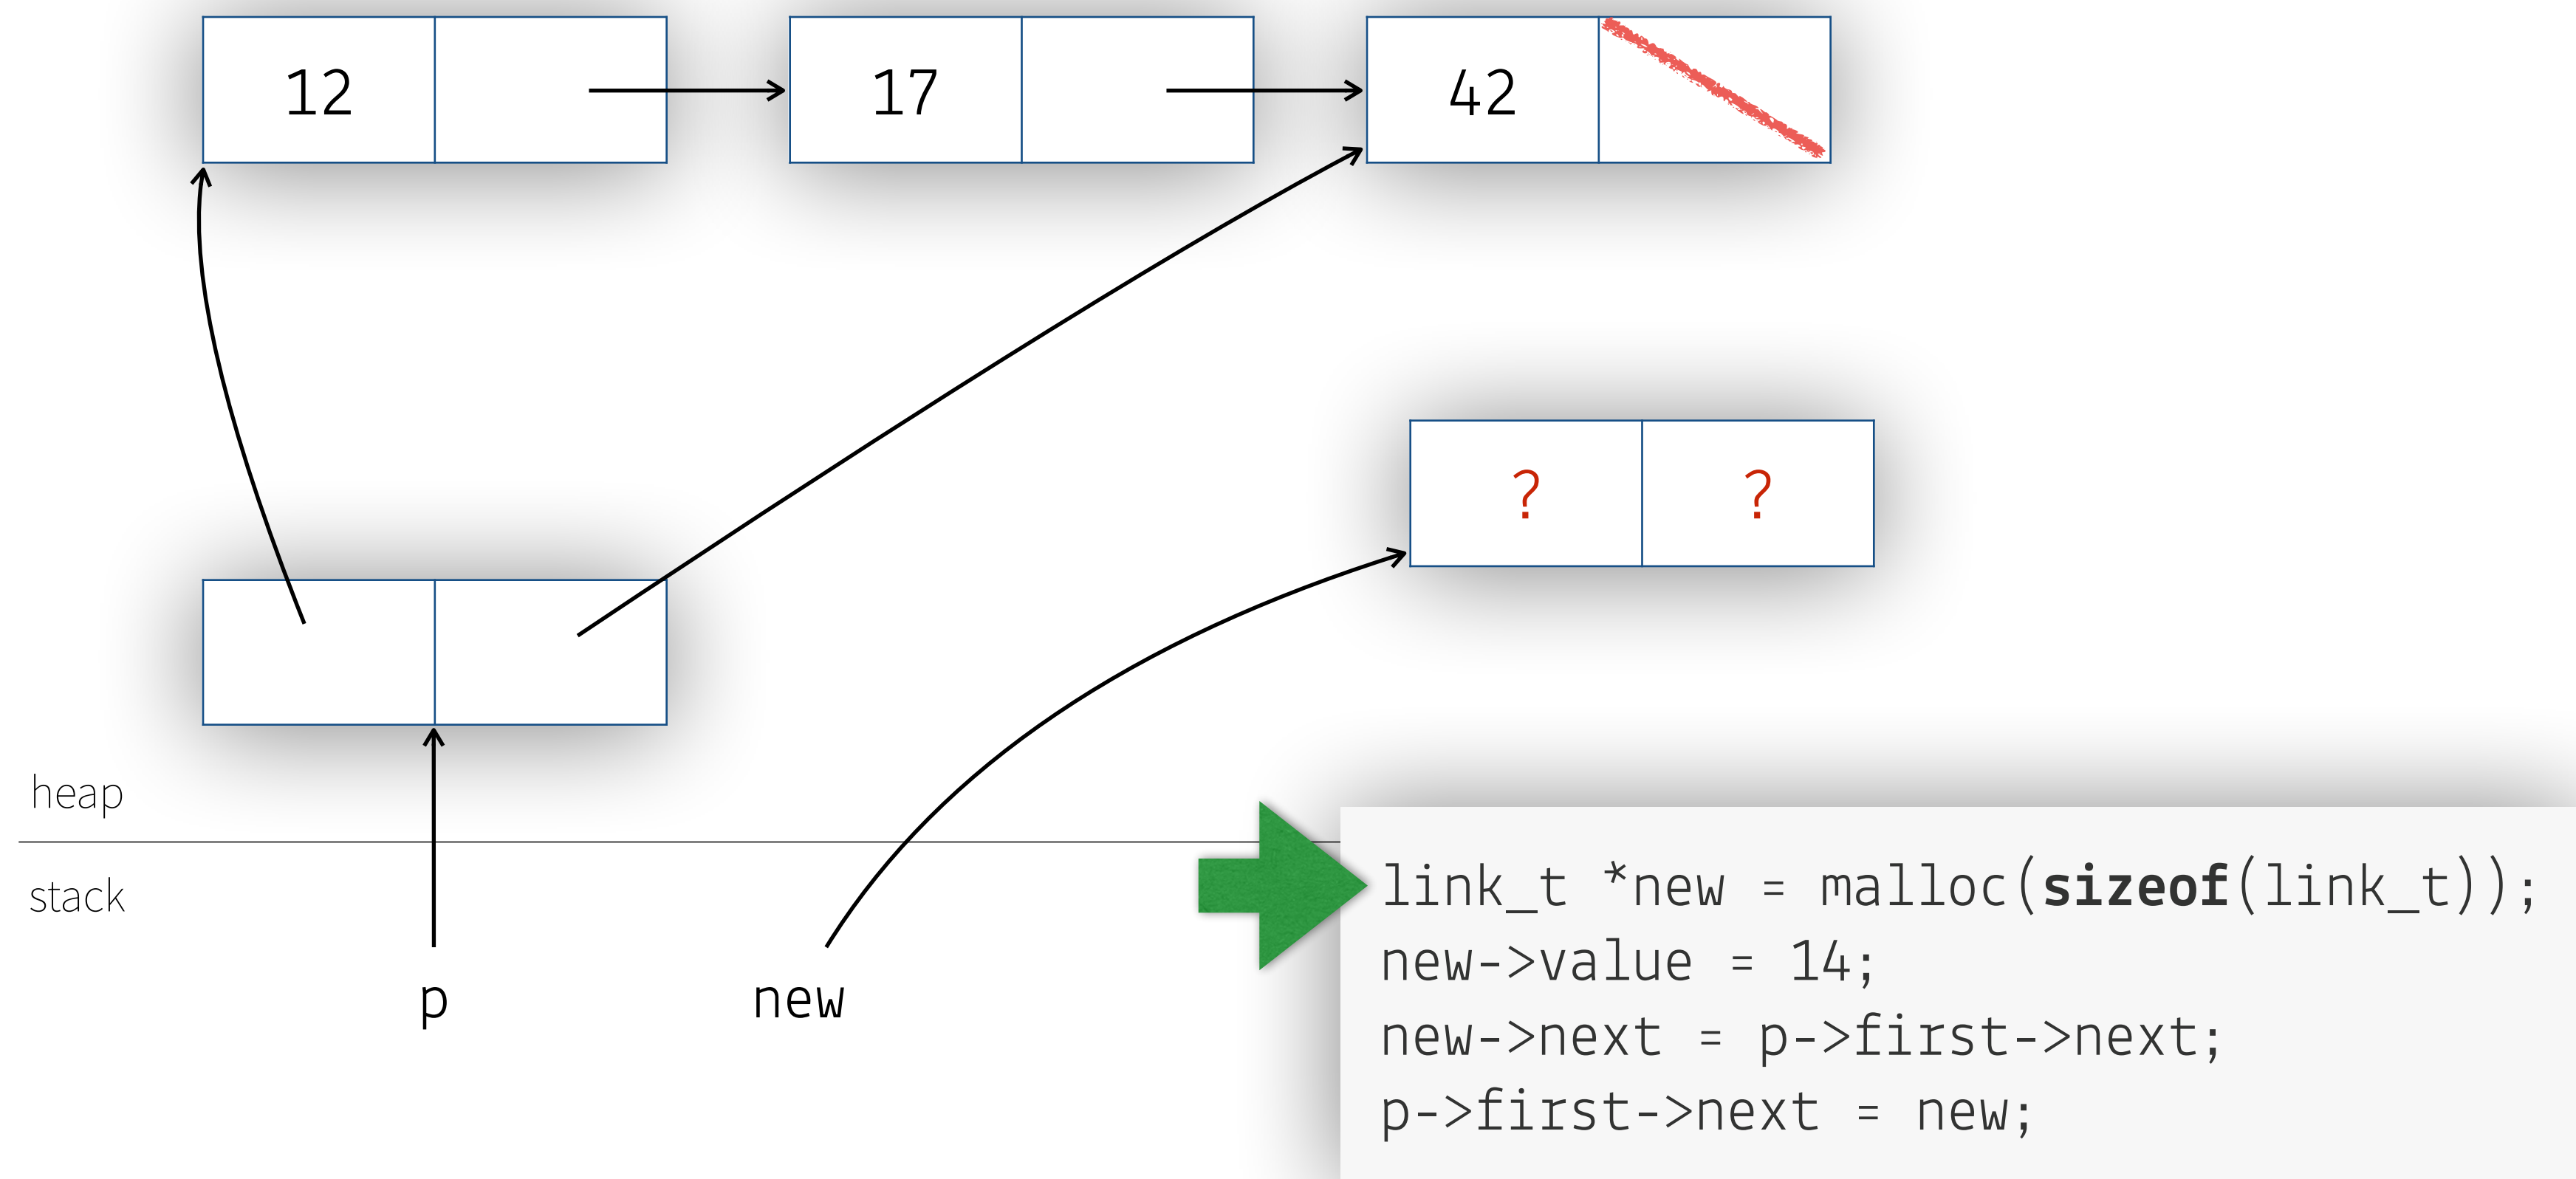 12
17
42
?
?
heap
stack
p
new
link_t *new = malloc(sizeof(link_t));
new->value = 14;
new->next = p->first->next;
p->first->next = new;